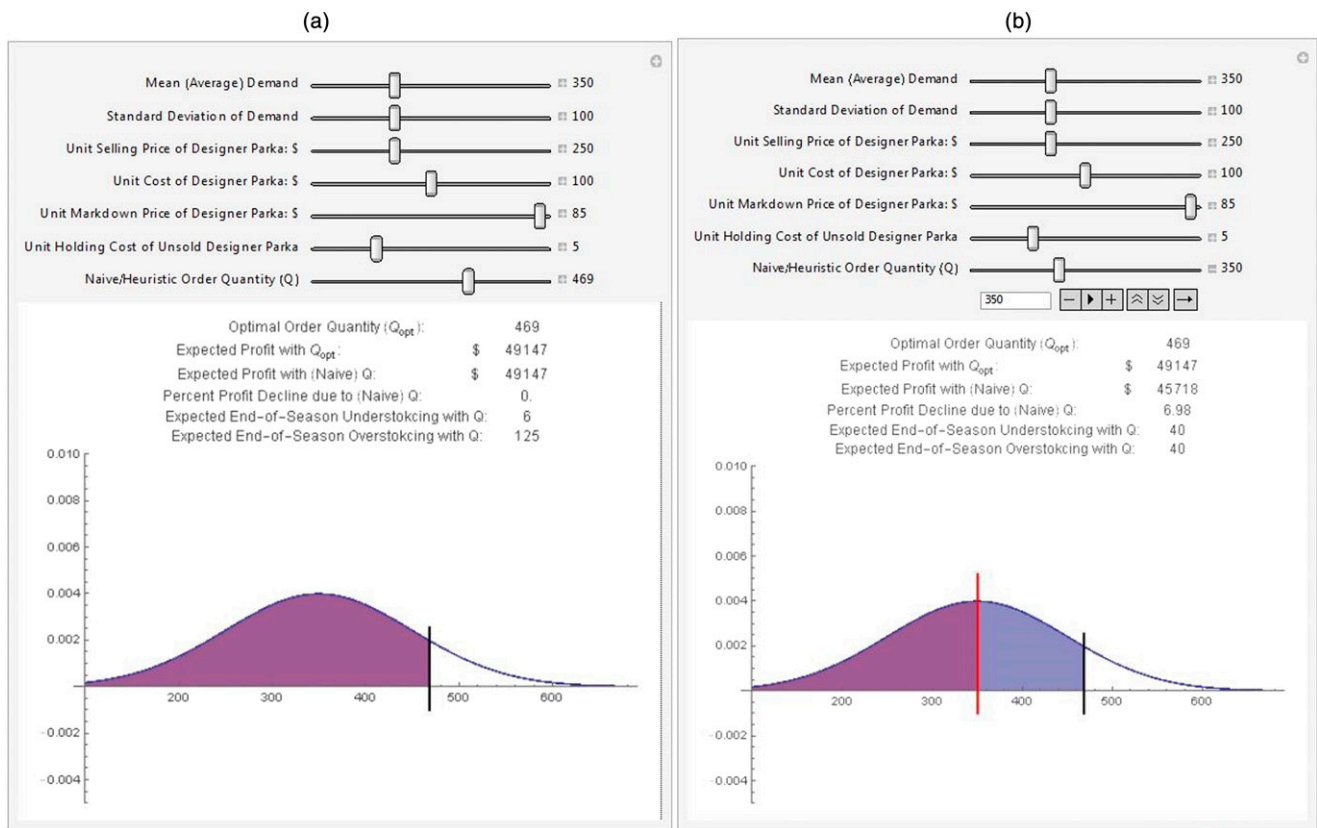 (a)
Mean (Average) Demand 350
Standard Deviation of Demand 100
Unit Selling Price of Designer Parka: $ 250
Unit Cost of Designer Parka: $ 100
Unit Markdown Price of Designer Parka: $ 85
Unit Holding Cost of Unsold Designer Parka 5
Naive/Heuristic Order Quantity (Q) 469
Optimal Order Quantity (Qopt): 469
Expected Profit with Qopt: $ 49147
Expected Profit with (Naive) Q: $ 49147
Percent Profit Decline due to (Naive) Q: 0.
Expected End-of-Season Understokcing with Q: 6
Expected End-of-Season Overstokcing with Q: 125
0.010
0.008
0.006
0.004
0.002
200 300 400 500 600
-0.002
-0.004
(b)
Mean (Average) Demand 350
Standard Deviation of Demand 100
Unit Selling Price of Designer Parka: $ 250
Unit Cost of Designer Parka: $ 100
Unit Markdown Price of Designer Parka: $ 85
Unit Holding Cost of Unsold Designer Parka 5
Naive/Heuristic Order Quantity (Q) 350
350
Optimal Order Quantity (Qopt): 469
Expected Profit with Qopt: $ 49147
Expected Profit with (Naive) Q: $ 45718
Percent Profit Decline due to (Naive) Q: 6.98
Expected End-of-Season Understokcing with Q: 40
Expected End-of-Season Overstokcing with Q: 40
0.010
0.008
0.006
0.004
0.002
200 300 400 500 600
-0.002
-0.004